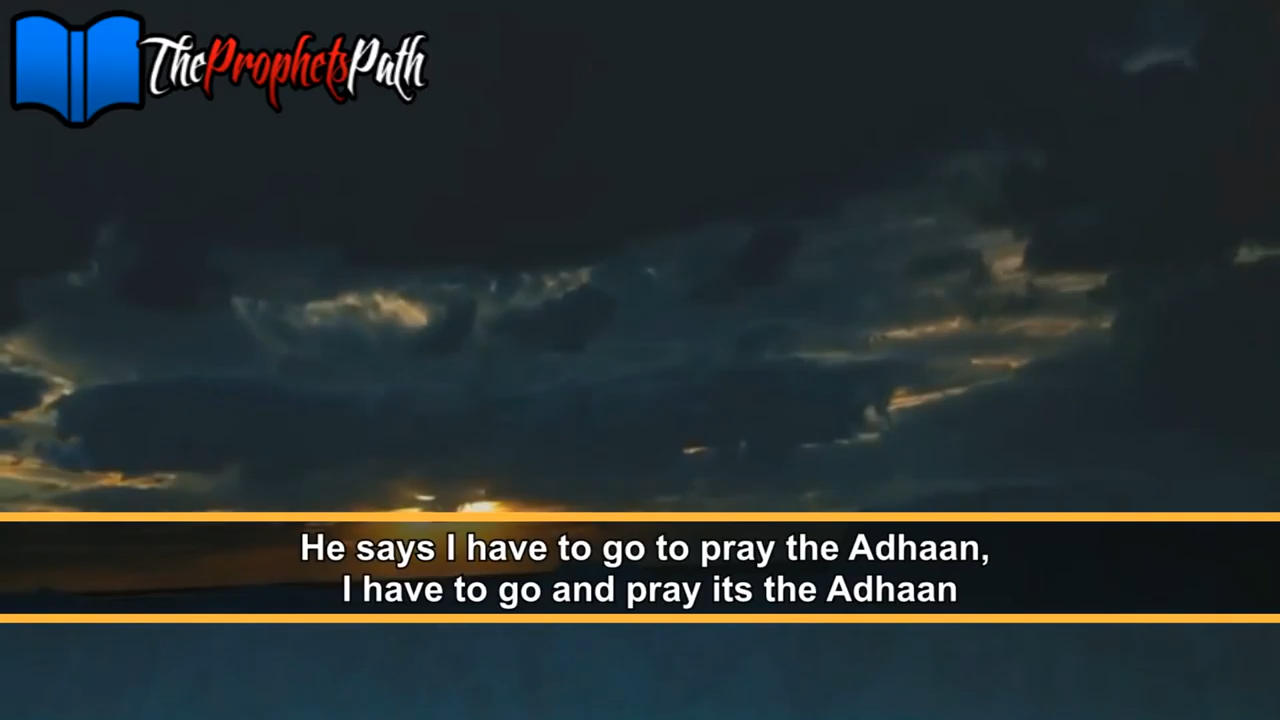 TheProphetsPath
He says I have to go to pray the Adhaan,
I have to go and pray its the Adhaan